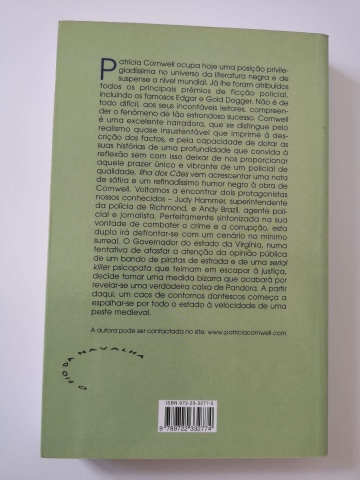 Patricia Cornwell ocupa hoje uma posição privile-
giadíssima no universo da literatura negra e de
suspense a nível mundial. Já lhe foram atribuídos
todos os principais prémios de ficção policial,
incluindo os famosos Edgar e Gold Dagger. Não é de
todo difícil, aos seus incontáveis leitores, compreen-
der o fenómeno de tão estrondoso sucesso. Cornwell
é uma excelente narradora, que se distingue pelo
realismo quase insustentável que imprime à des-
crição dos factos, e pela capacidade de dotar as
suas histórias de uma profundidade que convida à
reflexão sem com isso deixar de nos proporcionar
aquele prazer único e vibrante de um policial de
qualidade. Ilha dos Cães vem acrescentar uma nota
de sátira e um refinadíssimo humor negro à obra de
Cornwell. Voltamos a encontrar dois protagonistas
nossos conhecidos – Judy Hammer, superintendente
da polícia de Richmond, e Andy Brazil, agente poli-
cial e jornalista. Perfeitamente sintonizada na sua
vontade de combater o crime e a corrupção, esta
dupla irá defrontar-se com um cenário no mínimo
surreal. O Governador do estado da Virgínia, numa
tentativa de afastar a atenção da opinião pública
de um bando de piratas de estrada e de uma serial
killer psicopata que teimam em escapar à justiça,
decide tomar uma medida bizarra que acabará por
revelar-se uma verdadeira caixa de Pandora. A partir
daqui, um caos de contornos dantescos começa a
espalhar-se por todo o estado à velocidade de uma
peste medieval.
A autora pode ser contactada no site: www.patriciacornwell.com
O FIO DA NAVALHA
ISBN 972-23-3277-5
9 789722 332774